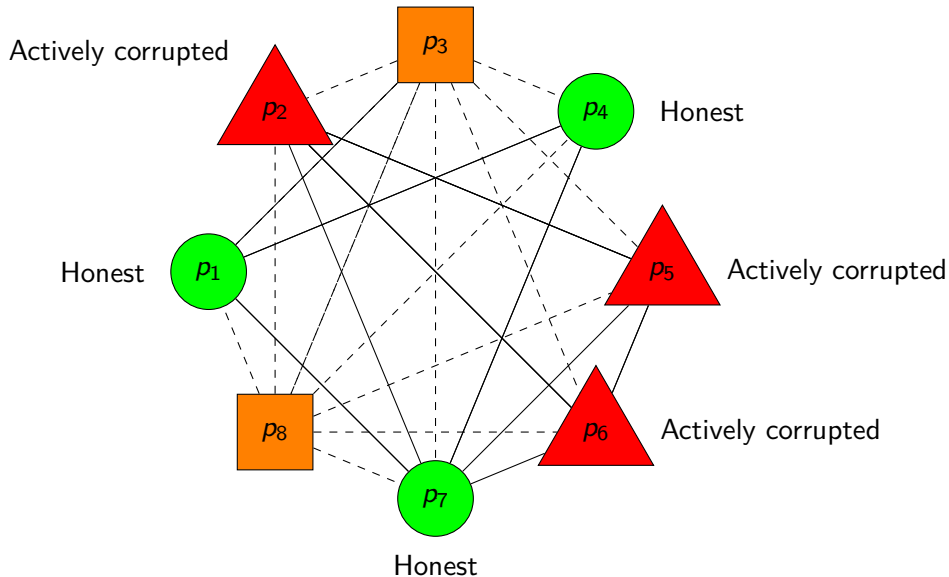 p3
Actively corrupted
p2
p4
Honest
Honest
p1
p5
Actively corrupted
p8
p6
Actively corrupted
p7
Honest